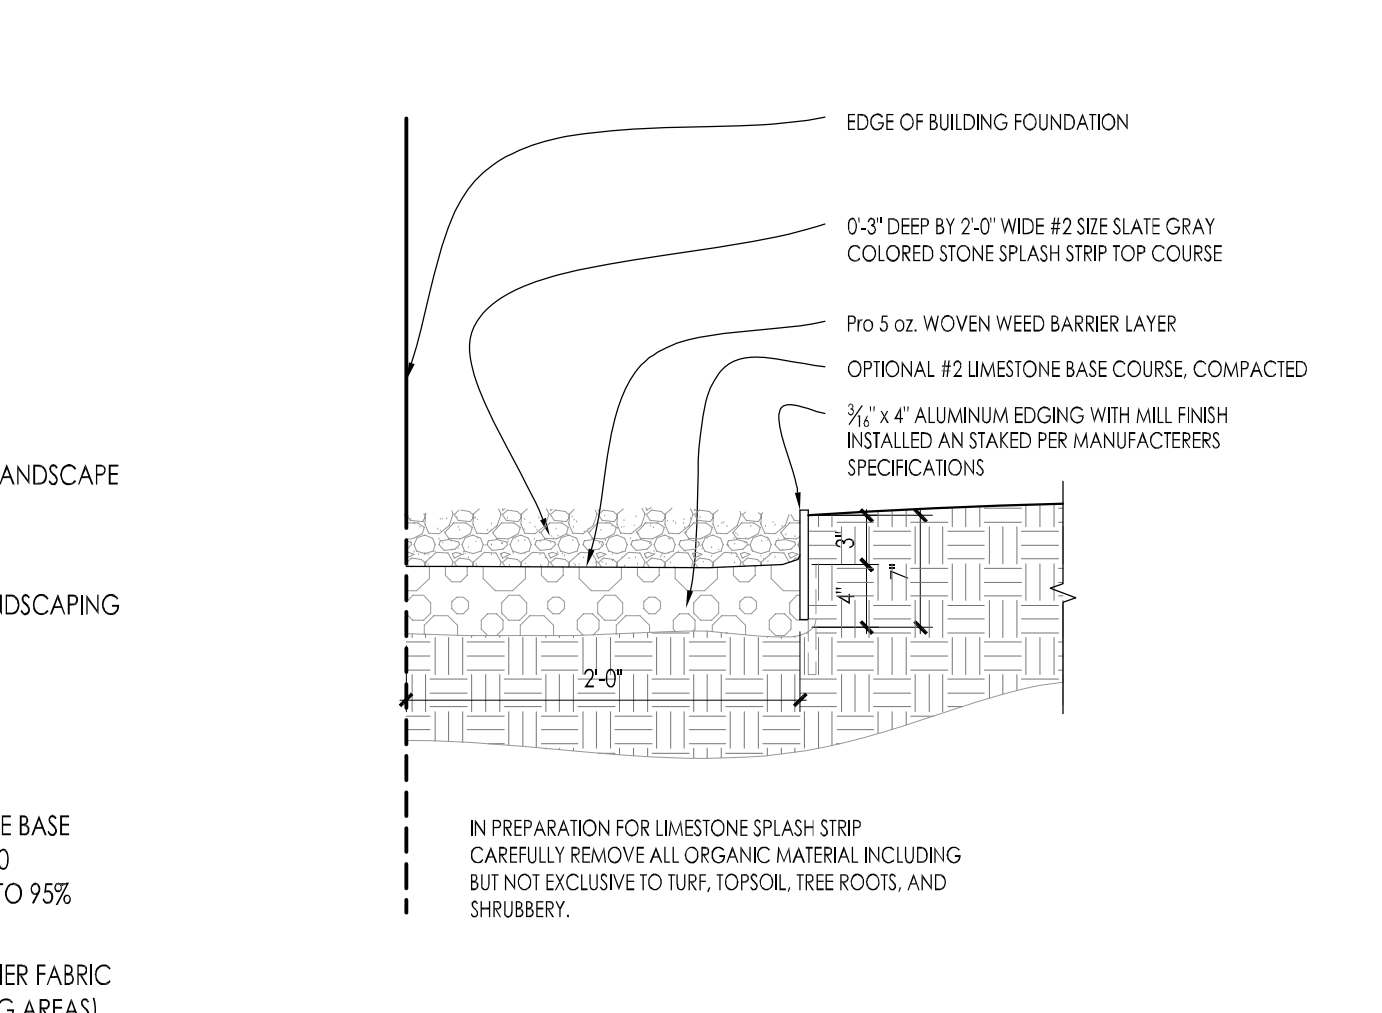 EDGE OF BUILDING FOUNDATION
0'-3" DEEP BY 2'-0" WIDE #2 SIZE SLATE GRAY
COLORED STONE SPLASH STRIP TOP COURSE
Pro 5 oz. WOVEN WEED BARRIER LAYER
OPTIONAL #2 LIMESTONE BASE COURSE, COMPACTED
3/16" x 4" ALUMINUM EDGING WITH MILL FINISH
INSTALLED AN STAKED PER MANUFACTERERS
SPECIFICATIONS
ANDSCAPE
3"
7"
4"
NDSCAPING
2'-0"
E BASE
0
TO 95%
IN PREPARATION FOR LIMESTONE SPLASH STRIP
CAREFULLY REMOVE ALL ORGANIC MATERIAL INCLUDING
BUT NOT EXCLUSIVE TO TURF, TOPSOIL, TREE ROOTS, AND
SHRUBBERY.
IER FABRIC
G AREAS)